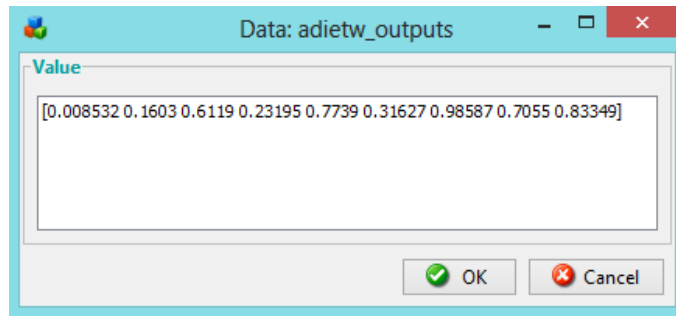 Data: adietw_outputs
Value
[0.008532 0.1603 0.6119 0.23195 0.7739 0.31627 0.98587 0.7055 0.83349]
OK Cancel